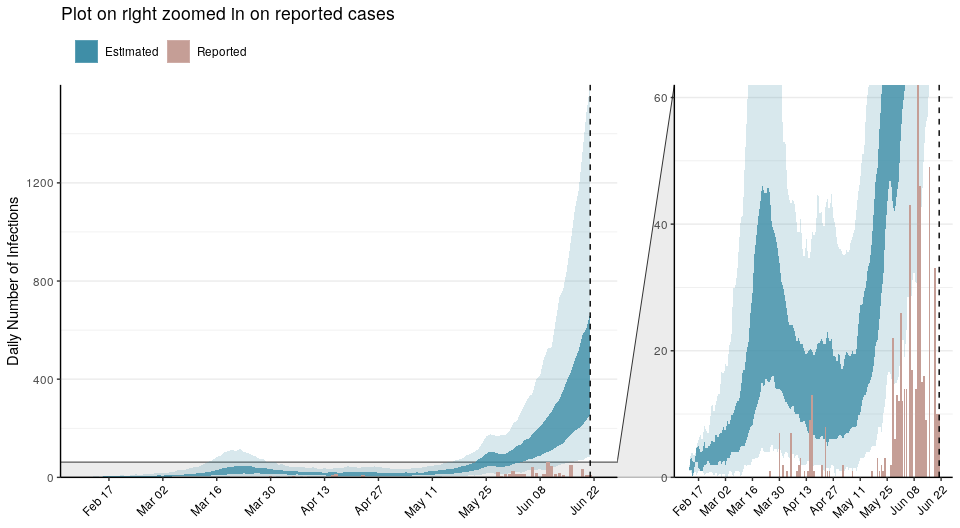 Plot on right zoomed in on reported cases
Estimated Reported
Daily Number of Infections
1200
800
400
0
Feb 17 Mar 02 Mar 16 Mar 30 Apr 13 Apr 27 May 11 May 25 Jun 08 Jun 22
60
40
20
0
Feb 17 Mar 02 Mar 16 Mar 30 Apr 13 Apr 27 May 11 May 25 Jun 08 Jun 22